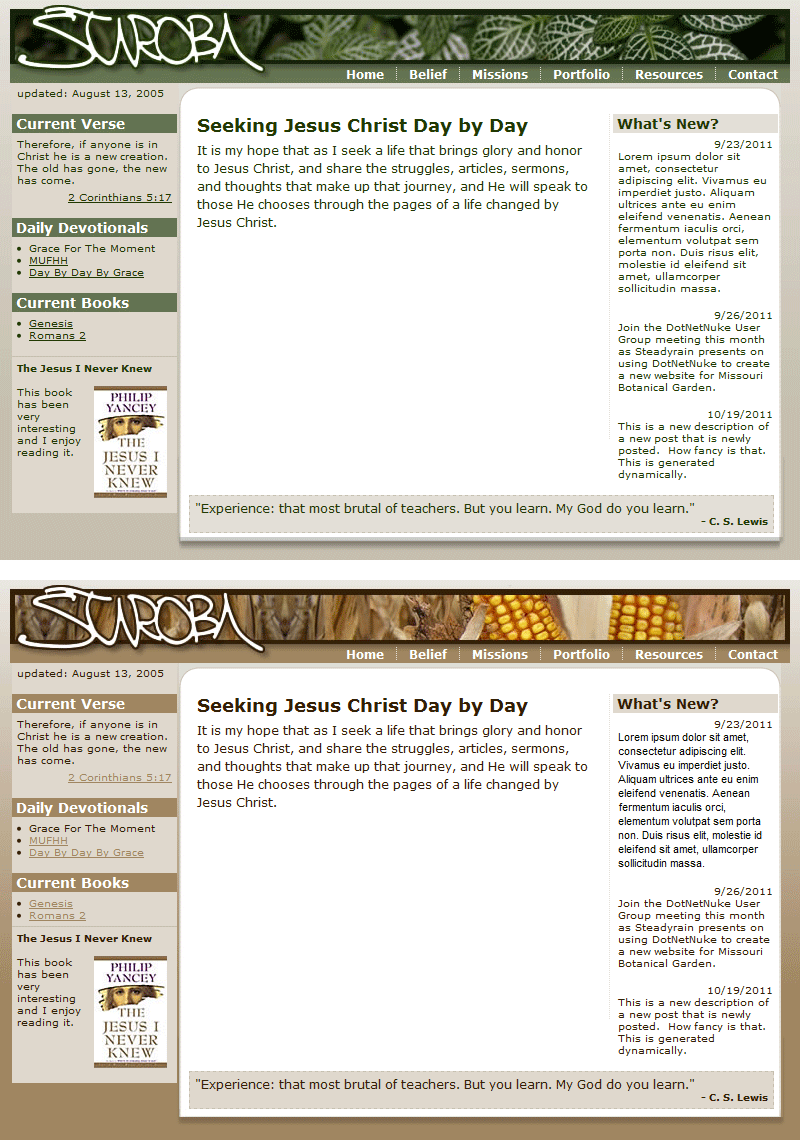 STAROBA
Home Belief Missions Portfolio Resources Contact
updated: August 13, 2005
Current Verse
Therefore, if anyone is in
Christ he is a new creation.
The old has gone, the new
has come.
2 Corinthians 5:17
Daily Devotionals
Grace For The Moment
MUFHH
Day By Day By Grace
Current Books
Genesis
Romans 2
The Jesus I Never Knew
This book
has been
very
interesting
and I enjoy
reading it.
PHILIP
YANCEY
THE
JESUS I
NEVER
KNEW
Seeking Jesus Christ Day by Day
It is my hope that as I seek a life that brings glory and honor
to Jesus Christ, and share the struggles, articles, sermons,
and thoughts that make up that journey, and He will speak to
those He chooses through the pages of a life changed by
Jesus Christ.
What's New?
9/23/2011
Lorem ipsum dolor sit
amet, consectetur
adipiscing elit. Vivamus eu
imperdiet justo. Aliquam
ultrices ante eu enim
eleifend venenatis. Aenean
fermentum iaculis orci,
elementum volutpat sem
porta non. Duis risus elit,
molestie id eleifend sit
amet, ullamcorper
sollicitudin massa.
9/26/2011
Join the DotNetNuke User
Group meeting this month
as Steadyrain presents on
using DotNetNuke to create
a new website for Missouri
Botanical Garden.
10/19/2011
This is a new description of
a new post that is newly
posted. How fancy is that.
This is generated
dynamically.
"Experience: that most brutal of teachers. But you learn. My God do you learn."
- C. S. Lewis
STAROBA
Home Belief Missions Portfolio Resources Contact
updated: August 13, 2005
Current Verse
Therefore, if anyone is in
Christ he is a new creation.
The old has gone, the new
has come.
2 Corinthians 5:17
Daily Devotionals
Grace For The Moment
MUFHH
Day By Day By Grace
Current Books
Genesis
Romans 2
The Jesus I Never Knew
This book
has been
very
interesting
and I enjoy
reading it.
PHILIP
YANCEY
THE
JESUS I
NEVER
KNEW
Seeking Jesus Christ Day by Day
It is my hope that as I seek a life that brings glory and honor
to Jesus Christ, and share the struggles, articles, sermons,
and thoughts that make up that journey, and He will speak to
those He chooses through the pages of a life changed by
Jesus Christ.
What's New?
9/23/2011
Lorem ipsum dolor sit amet,
consectetur adipiscing elit.
Vivamus eu imperdiet justo.
Aliquam ultrices ante eu enim
eleifend venenatis. Aenean
fermentum iaculis orci,
elementum volutpat sem porta
non. Duis risus elit, molestie id
eleifend sit amet, ullamcorper
sollicitudin massa.
9/26/2011
Join the DotNetNuke User
Group meeting this month
as Steadyrain presents on
using DotNetNuke to create
a new website for Missouri
Botanical Garden.
10/19/2011
This is a new description of
a new post that is newly
posted. How fancy is that.
This is generated
dynamically.
"Experience: that most brutal of teachers. But you learn. My God do you learn."
- C. S. Lewis